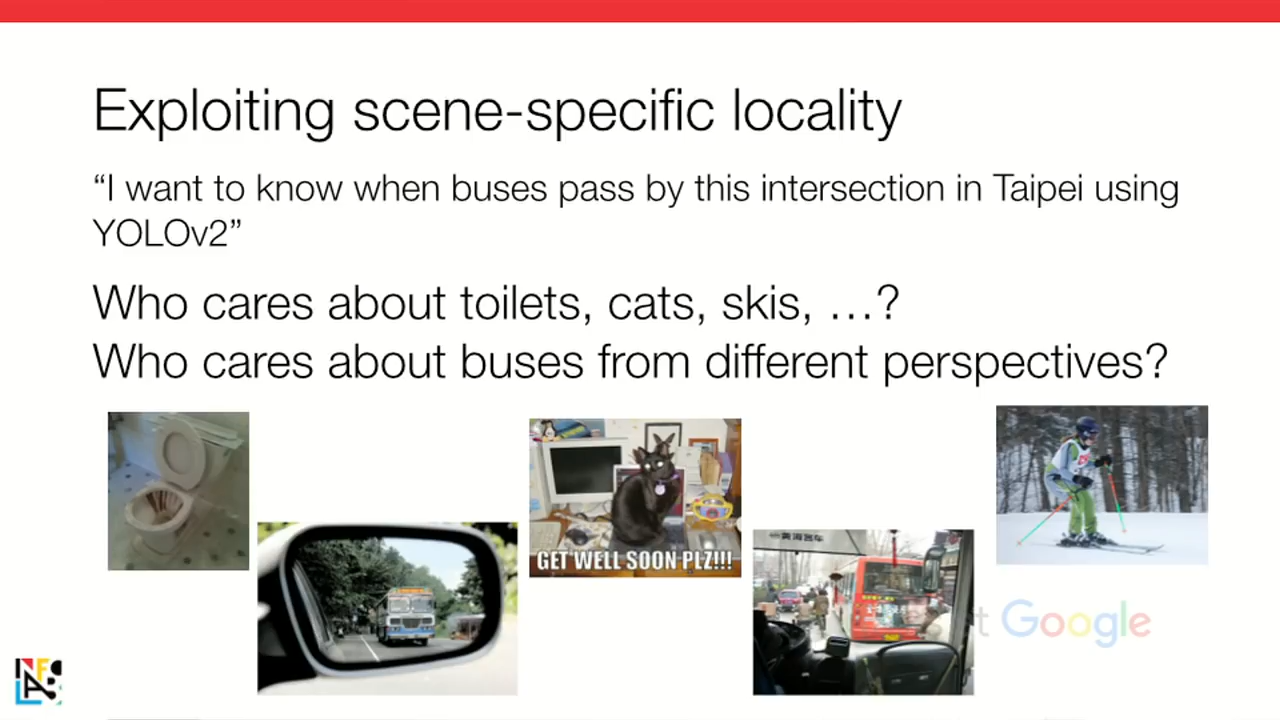 Exploiting scene-specific locality
“I want to know when buses pass by this intersection in Taipei using
YOLOv2”
Who cares about toilets, cats, skis, …?
Who cares about buses from different perspectives?
GET WELL SOON PLZ!!!
t Google